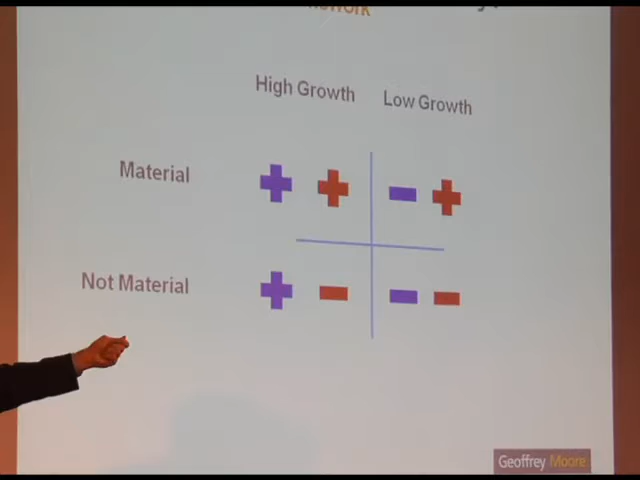 High Growth
Low Growth
Material
Not Material
Geoffrey Moore